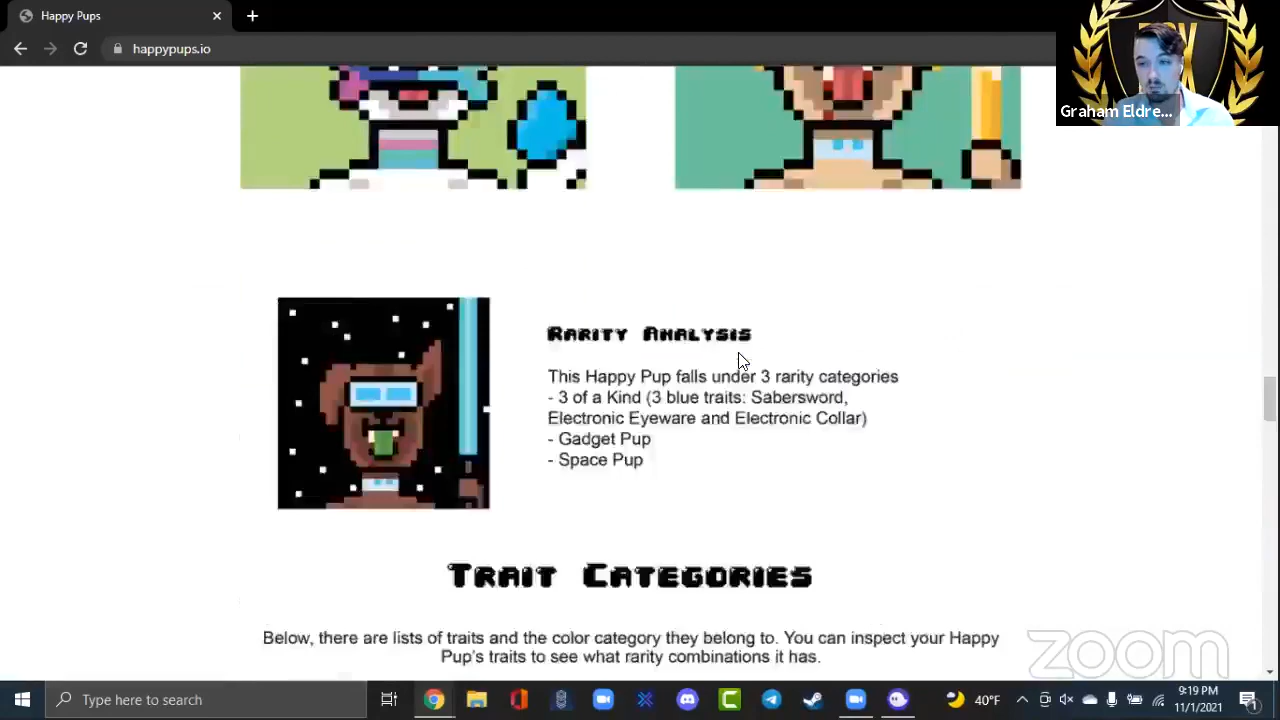 Happy Pups
happypups.io
Graham Eldre...
Rarity Analysis
This Happy Pup falls under 3 rarity categories
- 3 of a Kind (3 blue traits: Sabersword,
Electronic Eyeware and Electronic Collar)
- Gadget Pup
- Space Pup
Trait Categories
Below, there are lists of traits and the color category they belong to. You can inspect your Happy
Pup's traits to see what rarity combinations it has.
zoom
Type here to search
40°F
9:19 PM
11/1/2021
1